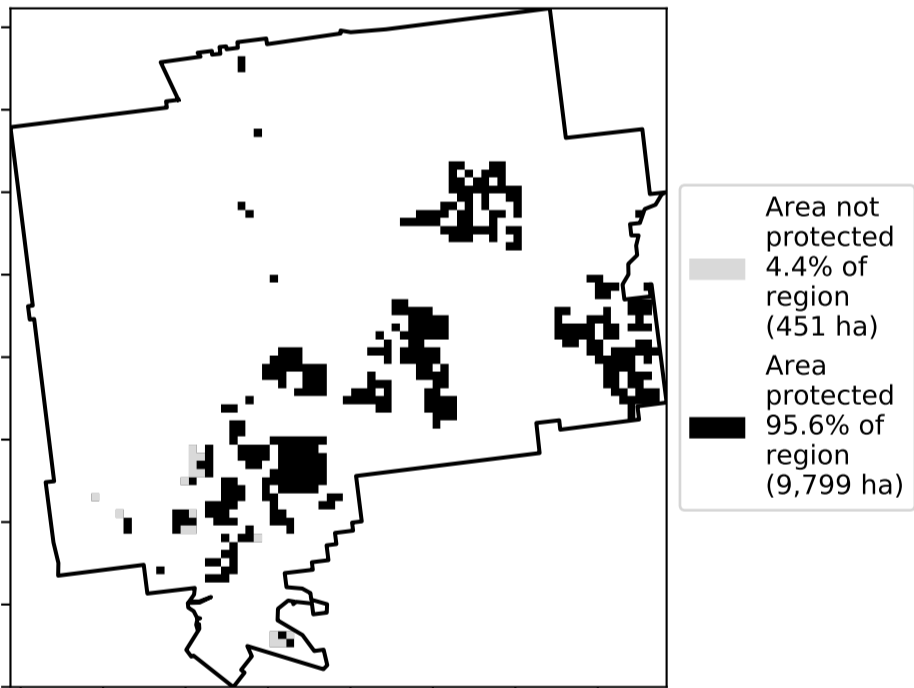 Area not
protected
4.4% of
region
(451 ha)
Area
protected
95.6% of
region
(9,799 ha)